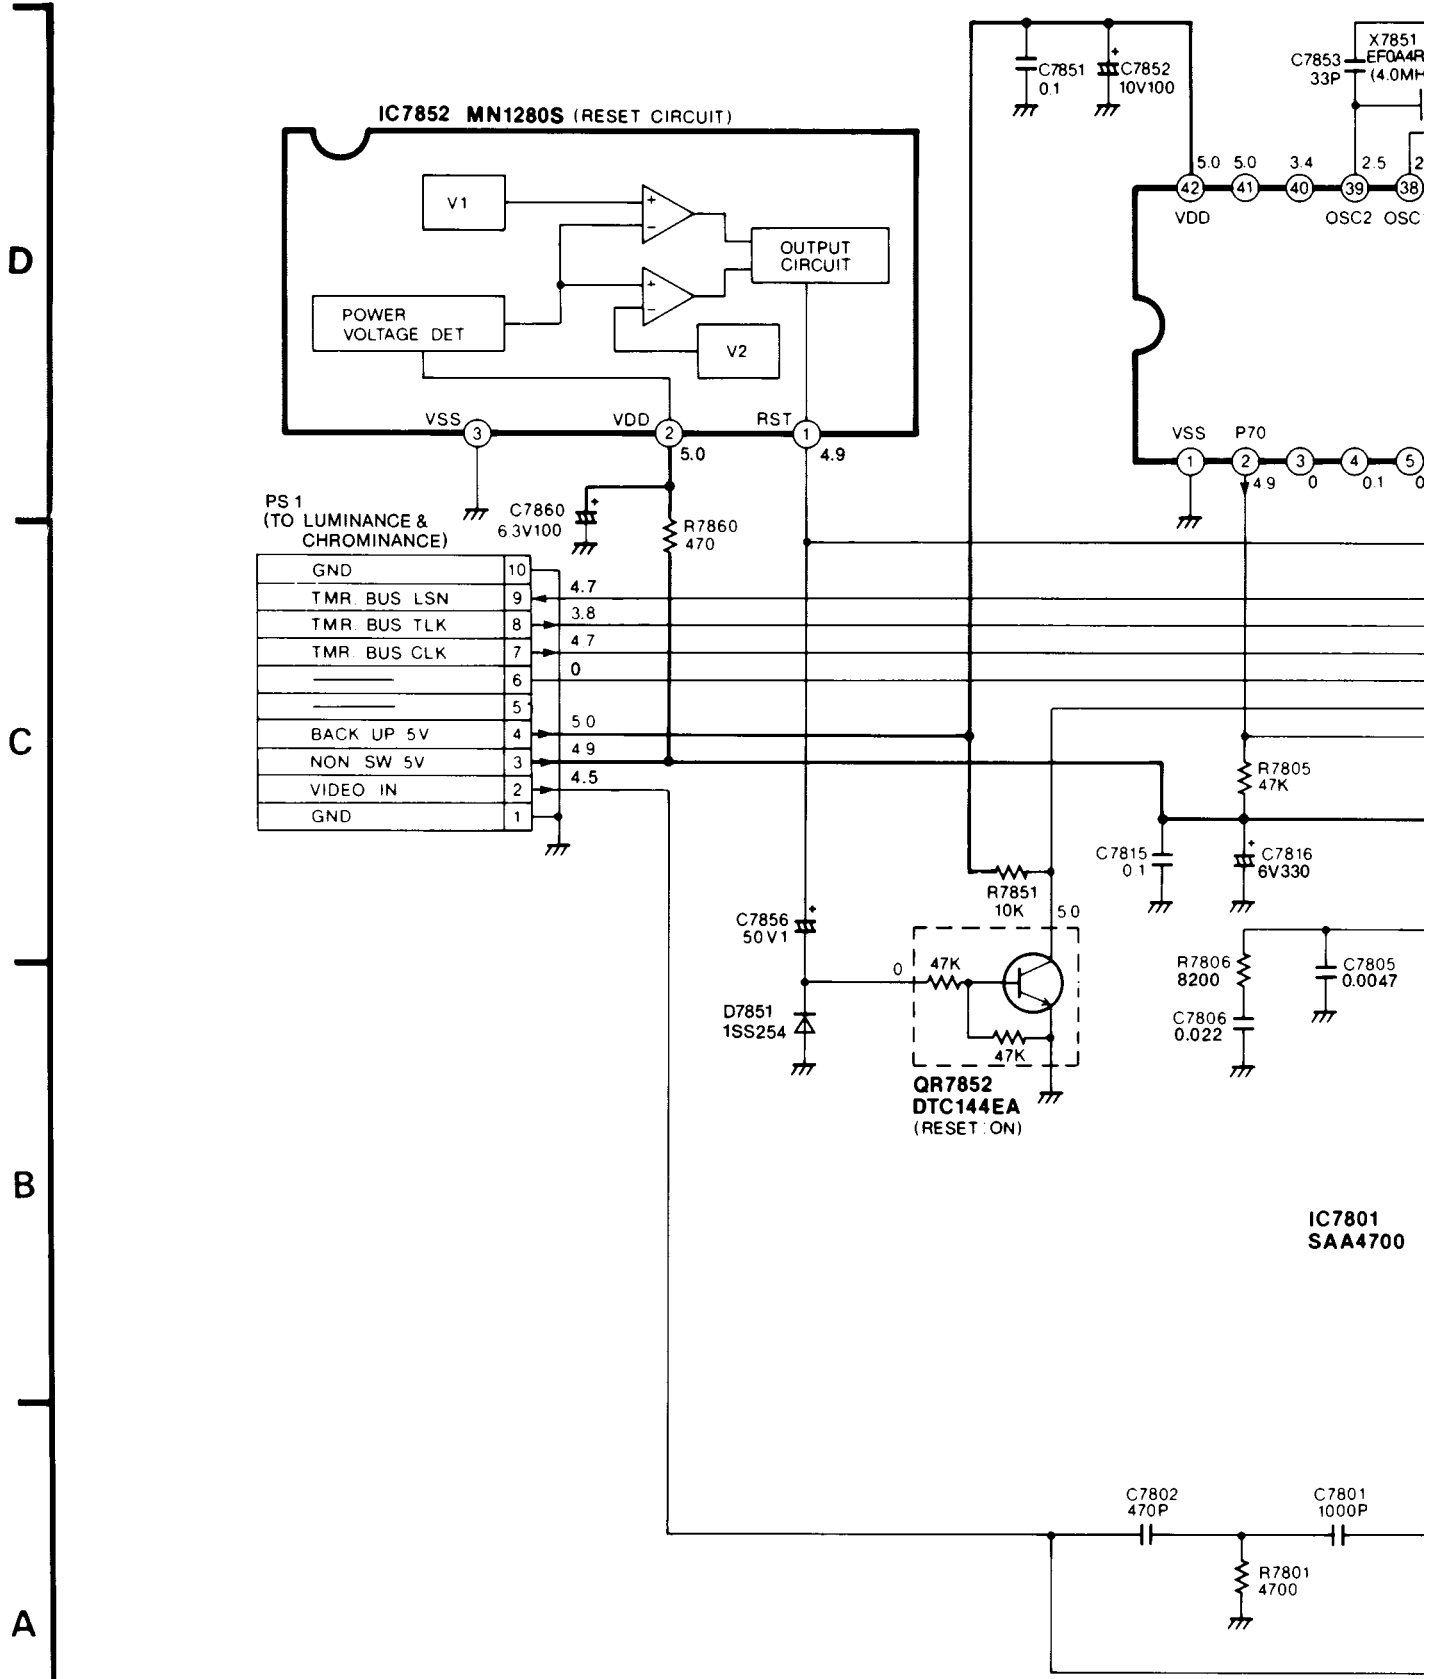 C7851
0.1
C7852
10V100
+
C7853
33P
X7851
EFOA4R
(4.0MH
IC7852 MN1280S (RESET CIRCUIT)
V1
+
−
OUTPUT
CIRCUIT
+
−
POWER
VOLTAGE DET
V2
VSS
3
VDD
2
5.0
RST
1
4.9
5.0
5.0
3.4
2.5
2
42
41
40
39
38
VDD
OSC2
OSC
D
VSS
P70
1
2
3
4
5
4.9
0
0.1
0
PS 1
(TO LUMINANCE &
CHROMINANCE)
C7860
6.3V100
+
R7860
470
GND 10
TMR. BUS LSN 9 4.7
TMR. BUS TLK 8 3.8
TMR. BUS CLK 7 4.7
6 0
5
BACK UP 5V 4 5.0
NON SW 5V 3 4.9
VIDEO IN 2 4.5
GND 1
C
R7805
47K
C7815
0.1
C7816
6V330
+
R7851
10K
5.0
C7856
50V1
+
0
47K
47K
D7851
1SS254
QR7852
DTC144EA
(RESET:ON)
R7806
8200
C7805
0.0047
C7806
0.022
B
IC7801
SAA4700
C7802
470P
C7801
1000P
R7801
4700
A